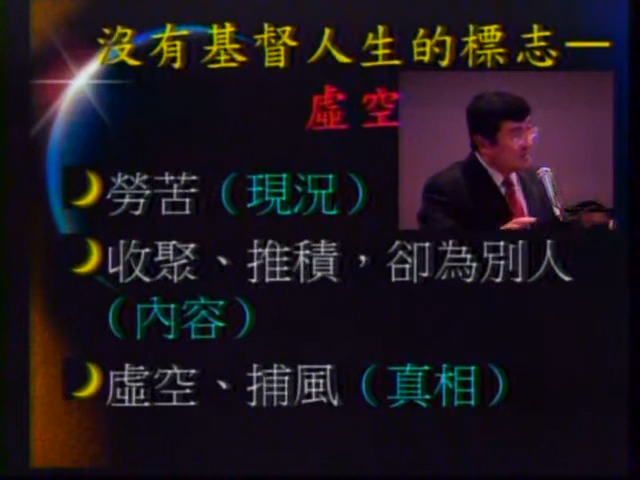 沒有基督人生的標志—
虛空
勞苦（現況）
收聚、推積，卻為別人
（內容）
虛空、捕風（真相）